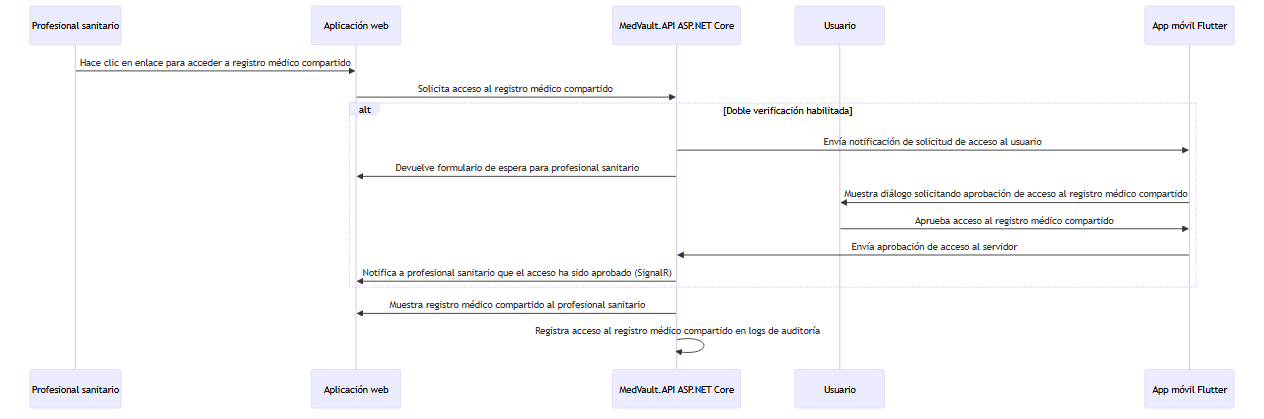 Profesional sanitario
Aplicación web
MedVault.API ASP.NET Core
Usuario
App móvil Flutter
Hace clic en enlace para acceder a registro médico compartido
Solicita acceso al registro médico compartido
alt
[Doble verificación habilitada]
Envía notificación de solicitud de acceso al usuario
Devuelve formulario de espera para profesional sanitario
Muestra diálogo solicitando aprobación de acceso al registro médico compartido
Aprueba acceso al registro médico compartido
Envía aprobación de acceso al servidor
Notifica a profesional sanitario que el acceso ha sido aprobado (SignalR)
Muestra registro médico compartido al profesional sanitario
Registra acceso al registro médico compartido en logs de auditoría
Profesional sanitario
Aplicación web
MedVault.API ASP.NET Core
Usuario
App móvil Flutter